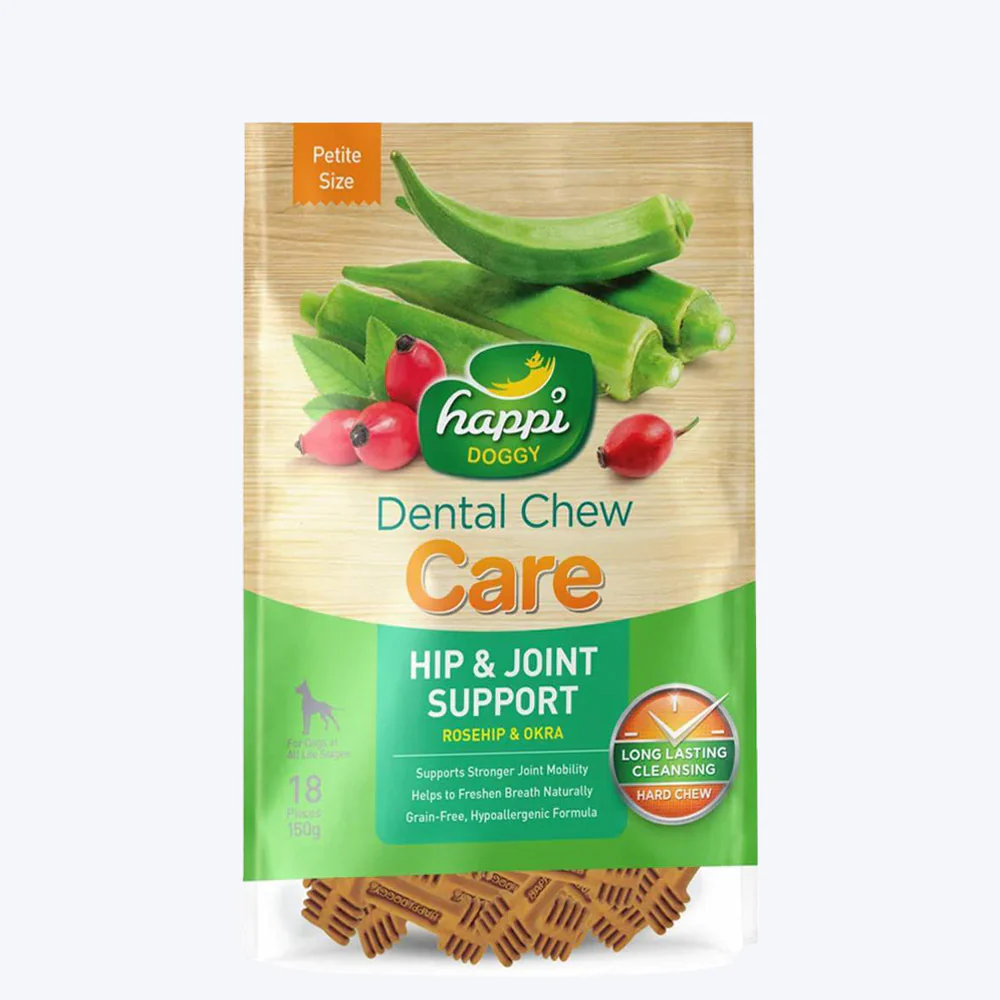 Petite
Size
happi
DOGGY
Dental Chew
Care
HIP & JOINT
SUPPORT
ROSEHIP & OKRA
Supports Stronger Joint Mobility
Helps to Freshen Breath Naturally
Grain-Free, Hypoallergenic Formula
LONG LASTING
CLEANSING
HARD CHEW
For Dogs at
All Life Stages
18
Pieces
150g
HAPPI DOGGY